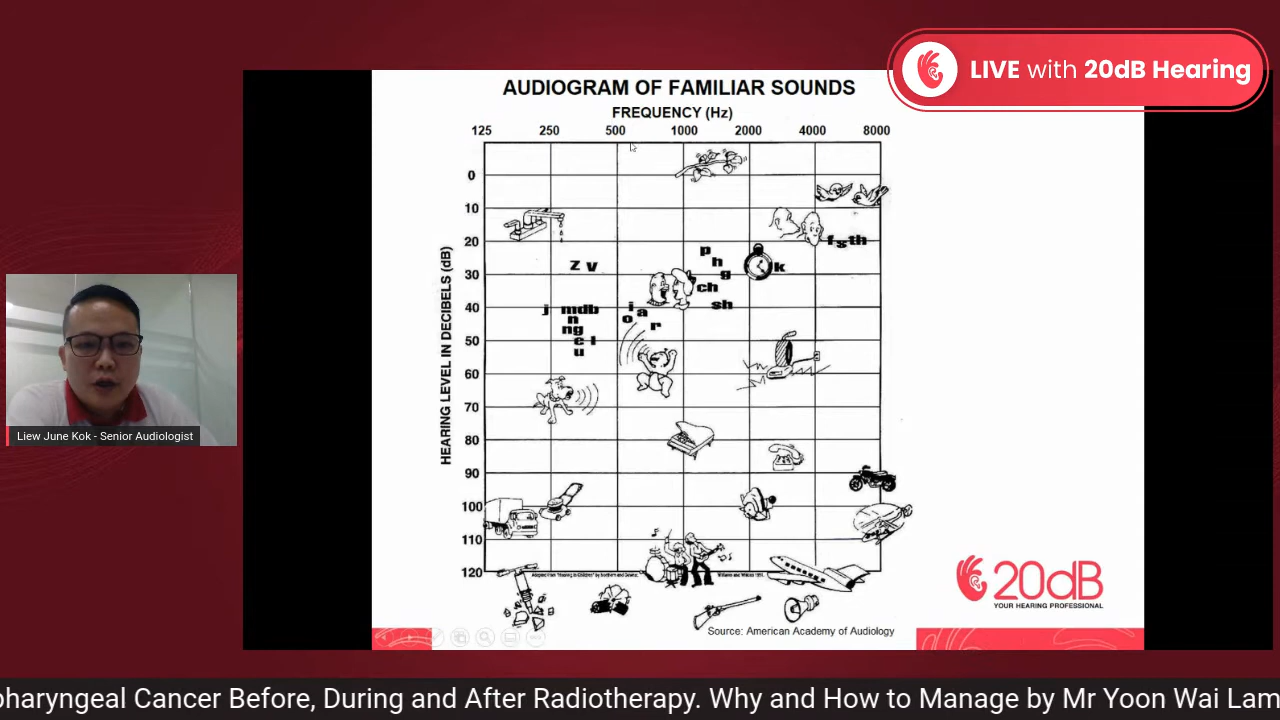 LIVE with 20dB Hearing
AUDIOGRAM OF FAMILIAR SOUNDS
FREQUENCY (Hz)
125 250 500 1000 2000 4000 8000
HEARING LEVEL IN DECIBELS (dB)
0
10
20
30
40
50
60
70
80
90
100
110
120
f s th
p
h
g
k
z v
ch
sh
j mdb
n
ng
e l
u
i
a
o
r
Source: American Academy of Audiology
20dB
YOUR HEARING PROFESSIONAL
Liew June Kok - Senior Audiologist
pharyngeal Cancer Before, During and After Radiotherapy. Why and How to Manage by Mr Yoon Wai Lam